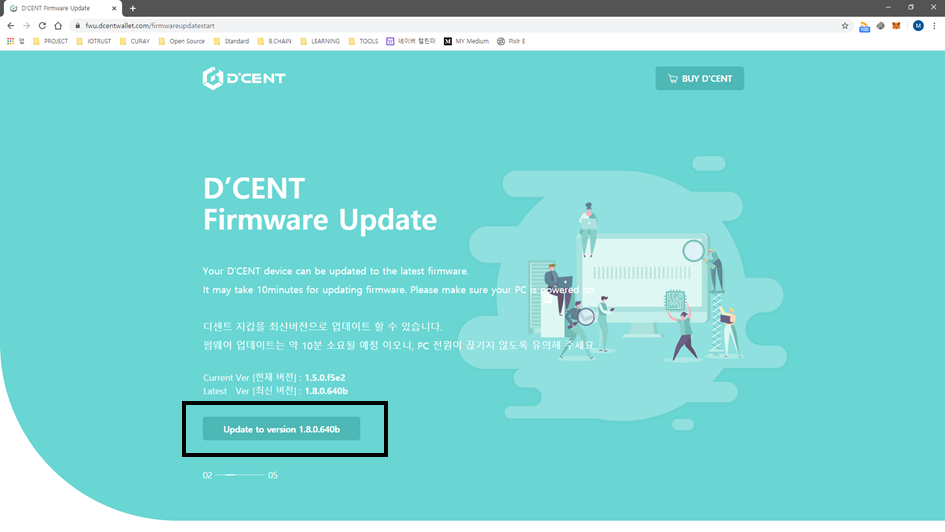 D'CENT Firmware Update
fwu.dcentwallet.com/firmwareupdatestart
100
M
앱 PROJECT IOTRUST CURAY Open Source Standard B.CHAIN LEARNING TOOLS 네이버 캘린더 MY Medium Pixlr E
D'CENT
BUY D'CENT
D'CENT
Firmware Update
Your D'CENT device can be updated to the latest firmware.
It may take 10minutes for updating firmware. Please make sure your PC is powered on.
디센트 지갑을 최신버전으로 업데이트 할 수 있습니다.
펌웨어 업데이트는 약 10분 소요될 예정 이오니, PC 전원이 끊기지 않도록 유의해 주세요.
Current Ver [현재 버전] : 1.5.0.f5e2
Latest Ver [최신 버전] : 1.8.0.640b
Update to version 1.8.0.640b
02 05